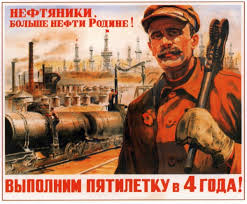 НЕФТЯНИКИ,
БОЛЬШЕ НЕФТИ РОДИНЕ!
ВЫПОЛНИМ ПЯТИЛЕТКУ В 4 ГОДА!